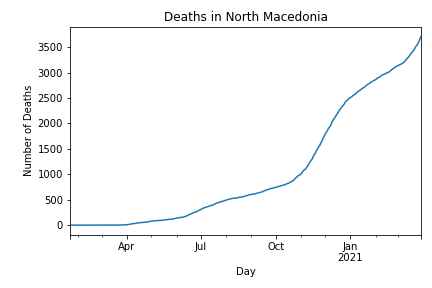 Deaths in North Macedonia
Number of Deaths
3500
3000
2500
2000
1500
1000
500
0
Apr
Jul
Oct
Jan
2021
Day